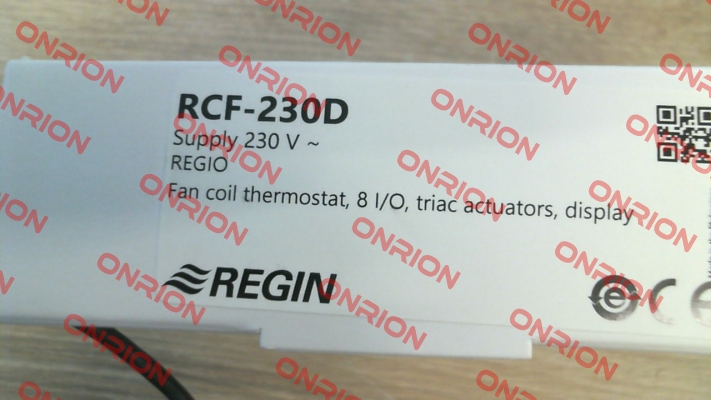 RCF-230D
Supply 230 V ~
REGIO
Fan coil thermostat, 8 I/O, triac actuators, display
REGIN
ONRION